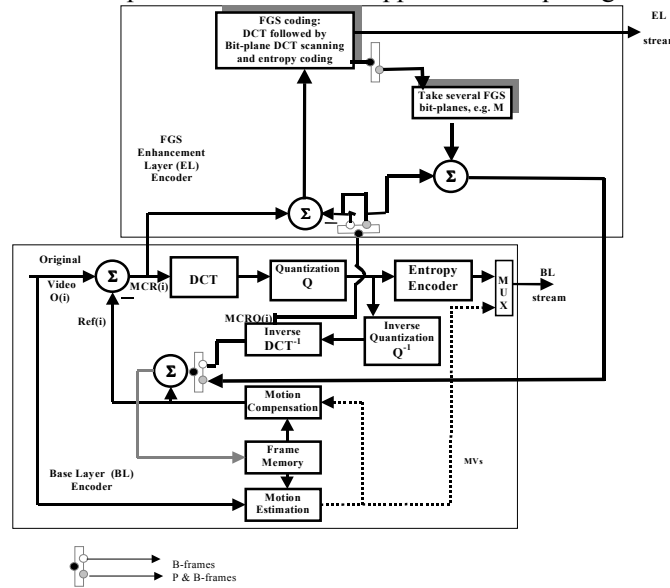 FGS coding:
DCT followed by
Bit-plane DCT scanning
and entropy coding
EL
stream
Take several FGS
bit-planes, e.g. M
FGS
Enhancement
Layer (EL)
Encoder
Σ
Σ
Original
Video
O(i)
Σ
MCR(i)
DCT
Quantization
Q
Entropy
Encoder
M
U
X
BL
stream
Ref(i)
MCRQ(i)
Inverse
DCT-1
Inverse
Quantization
Q-1
Σ
Motion
Compensation
Frame
Memory
Motion
Estimation
MVs
Base Layer (BL)
Encoder
B-frames
P & B-frames